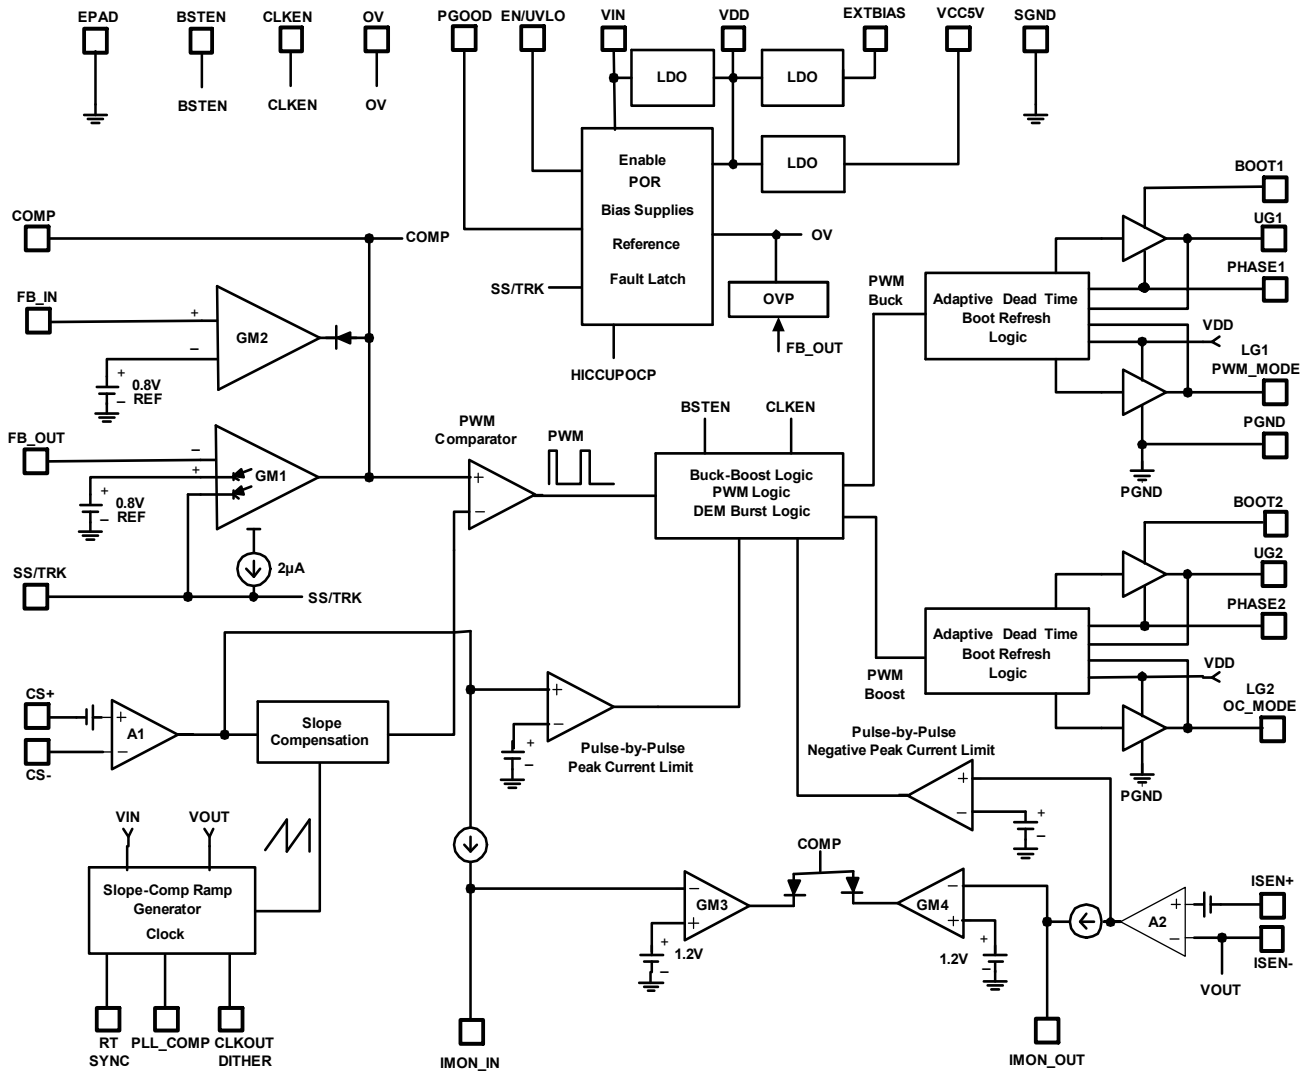 EPAD
BSTEN
CLKEN
OV
PGOOD
EN/UVLO
VIN
VDD
EXTBIAS
VCC5V
SGND
BSTEN
CLKEN
OV
LDO
LDO
LDO
Enable
POR
Bias Supplies
Reference
Fault Latch
SS/TRK
HICCUPOCP
OV
OVP
FB_OUT
COMP
COMP
FB_IN
+
−
GM2
+
0.8V
− REF
FB_OUT
−
+
GM1
+
0.8V
− REF
2µA
SS/TRK
SS/TRK
PWM
Comparator
+
−
PWM
BSTEN
CLKEN
Buck-Boost Logic
PWM Logic
DEM Burst Logic
PWM
Buck
Adaptive Dead Time
Boot Refresh
Logic
BOOT1
UG1
PHASE1
VDD
LG1
PWM_MODE
PGND
PGND
PWM
Boost
Adaptive Dead Time
Boot Refresh
Logic
BOOT2
UG2
PHASE2
VDD
LG2
OC_MODE
PGND
CS+
CS-
+
−
A1
Slope
Compensation
+
−
+
−
Pulse-by-Pulse
Peak Current Limit
Pulse-by-Pulse
Negative Peak Current Limit
+
−
+
−
VIN
VOUT
Slope-Comp Ramp
Generator
Clock
RT
SYNC
PLL_COMP
CLKOUT
DITHER
IMON_IN
COMP
−
+
GM3
+
−
1.2V
GM4
−
+
+
−
1.2V
IMON_OUT
A2
+
−
ISEN+
ISEN-
VOUT